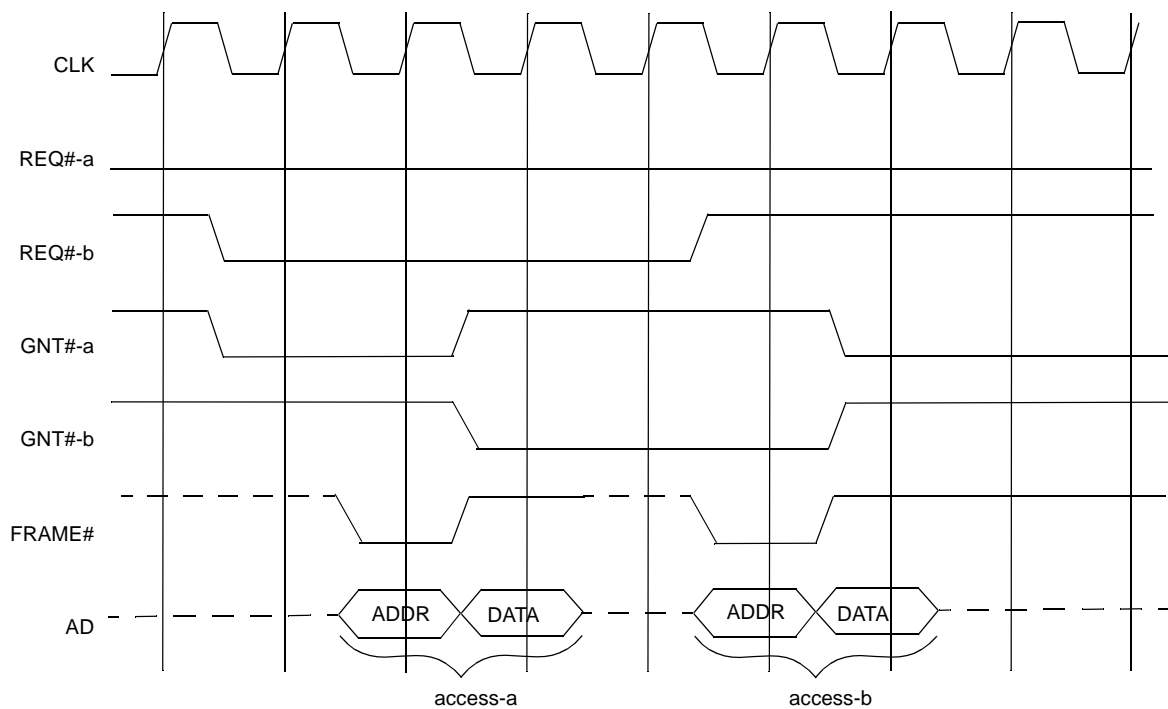 CLK
REQ#-a
REQ#-b
GNT#-a
GNT#-b
FRAME#
AD
ADDR
DATA
ADDR
DATA
access-a
access-b